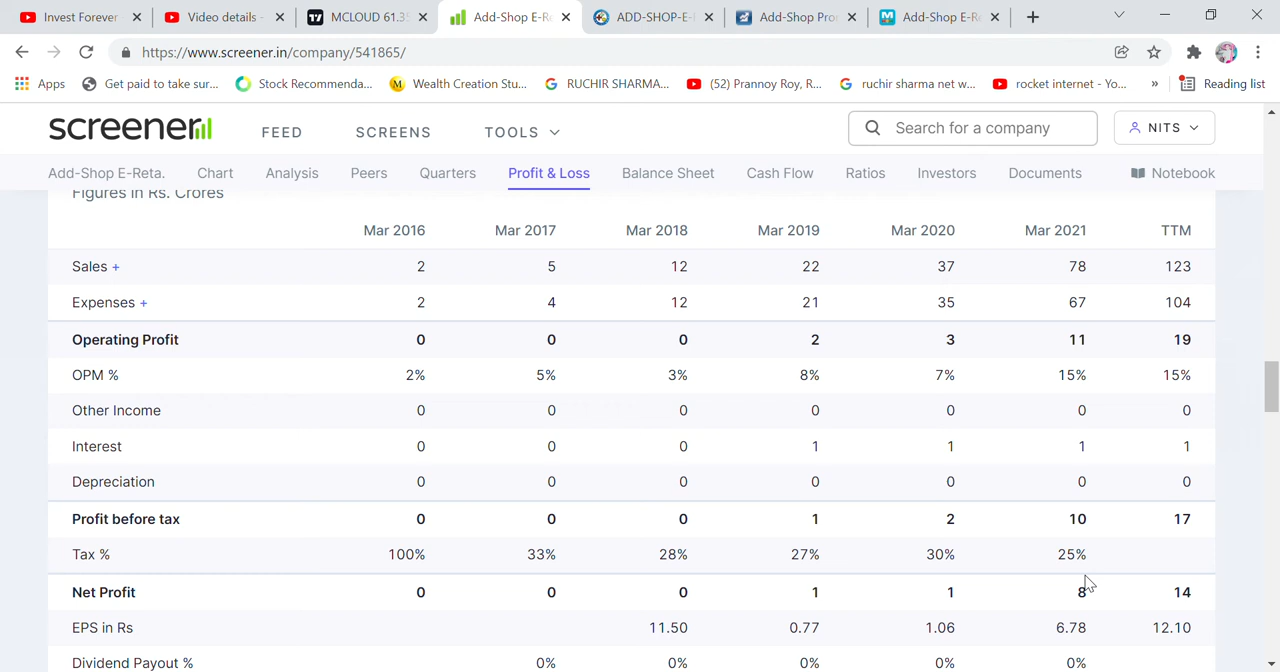 Invest Forever
Video details -
MCLOUD 61.35
Add-Shop E-Re
ADD-SHOP-E-
Add-Shop Pro
Add-Shop E-Re
https://www.screener.in/company/541865/
Apps
Get paid to take sur...
Stock Recommenda...
Wealth Creation Stu...
RUCHIR SHARMA...
(52) Prannoy Roy, R...
ruchir sharma net w...
rocket internet - Yo...
»
Reading list
screener
FEED
SCREENS
TOOLS
Search for a company
NITS
Add-Shop E-Reta. Chart Analysis Peers Quarters Profit & Loss Balance Sheet Cash Flow Ratios Investors Documents Notebook
Figures in Rs. Crores
Mar 2016 Mar 2017 Mar 2018 Mar 2019 Mar 2020 Mar 2021 TTM
Sales + 2 5 12 22 37 78 123
Expenses + 2 4 12 21 35 67 104
Operating Profit 0 0 0 2 3 11 19
OPM % 2% 5% 3% 8% 7% 15% 15%
Other Income 0 0 0 0 0 0 0
Interest 0 0 0 1 1 1 1
Depreciation 0 0 0 0 0 0 0
Profit before tax 0 0 0 1 2 10 17
Tax % 100% 33% 28% 27% 30% 25%
Net Profit 0 0 0 1 1 8 14
EPS in Rs 11.50 0.77 1.06 6.78 12.10
Dividend Payout % 0% 0% 0% 0% 0%